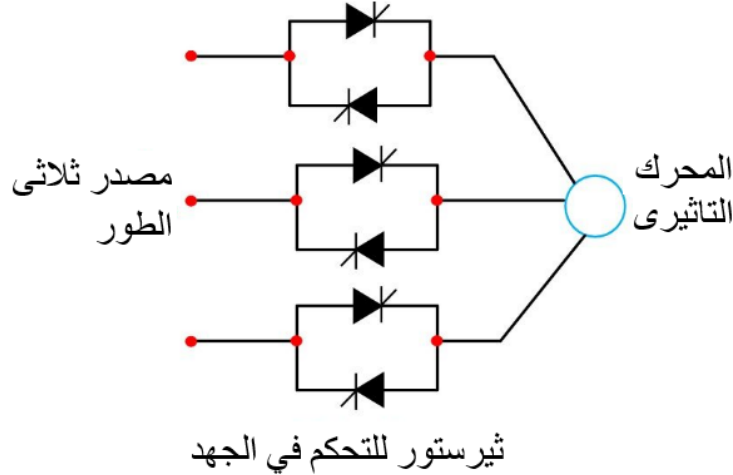 مصدر ثلاثى
الطور
المحرك
التاثيرى
ثيرستور للتحكم في الجهد